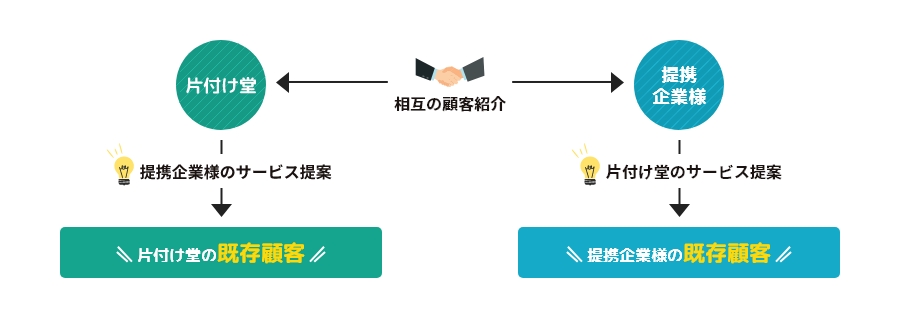 片付け堂
相互の顧客紹介
提携
企業様
提携企業様のサービス提案
片付け堂のサービス提案
片付け堂の既存顧客
提携企業様の既存顧客